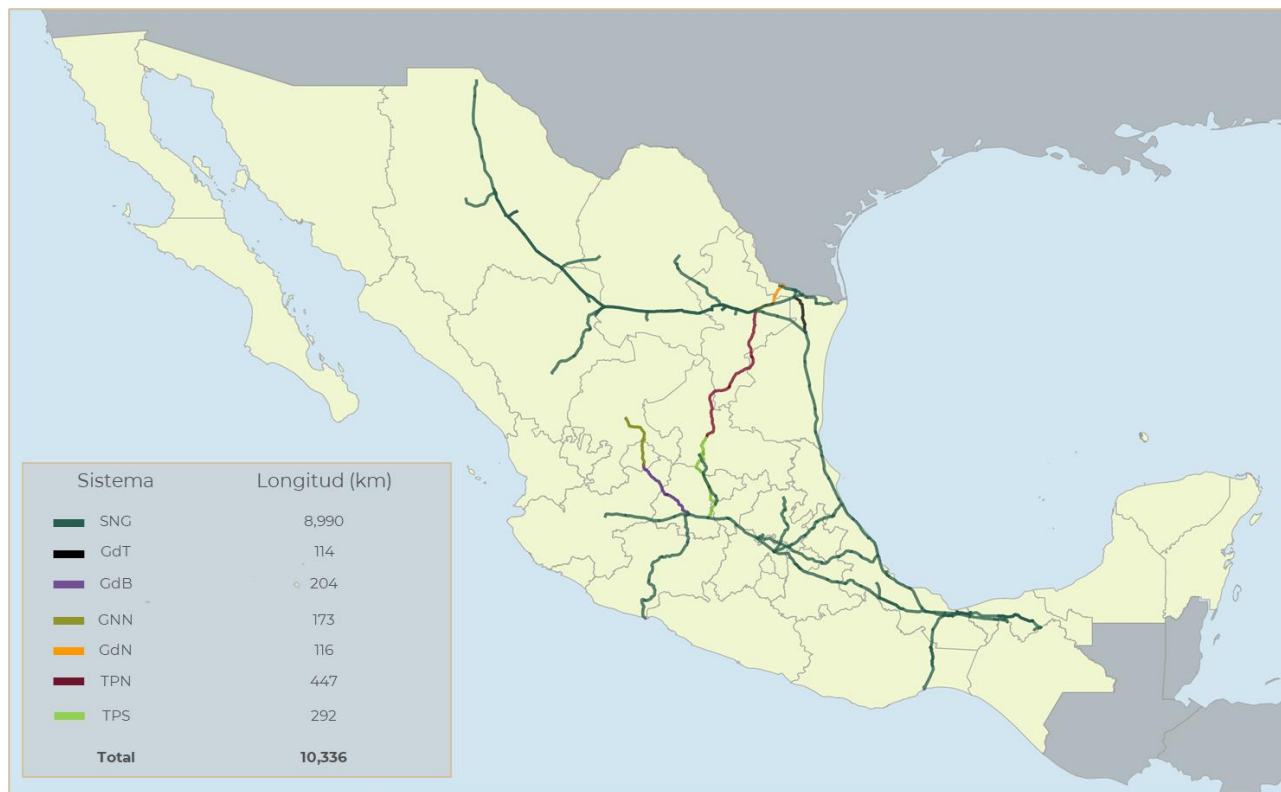 Sistema Longitud (km)
SNG 8,990
GdT 114
GdB 204
GNN 173
GdN 116
TPN 447
TPS 292
Total 10,336